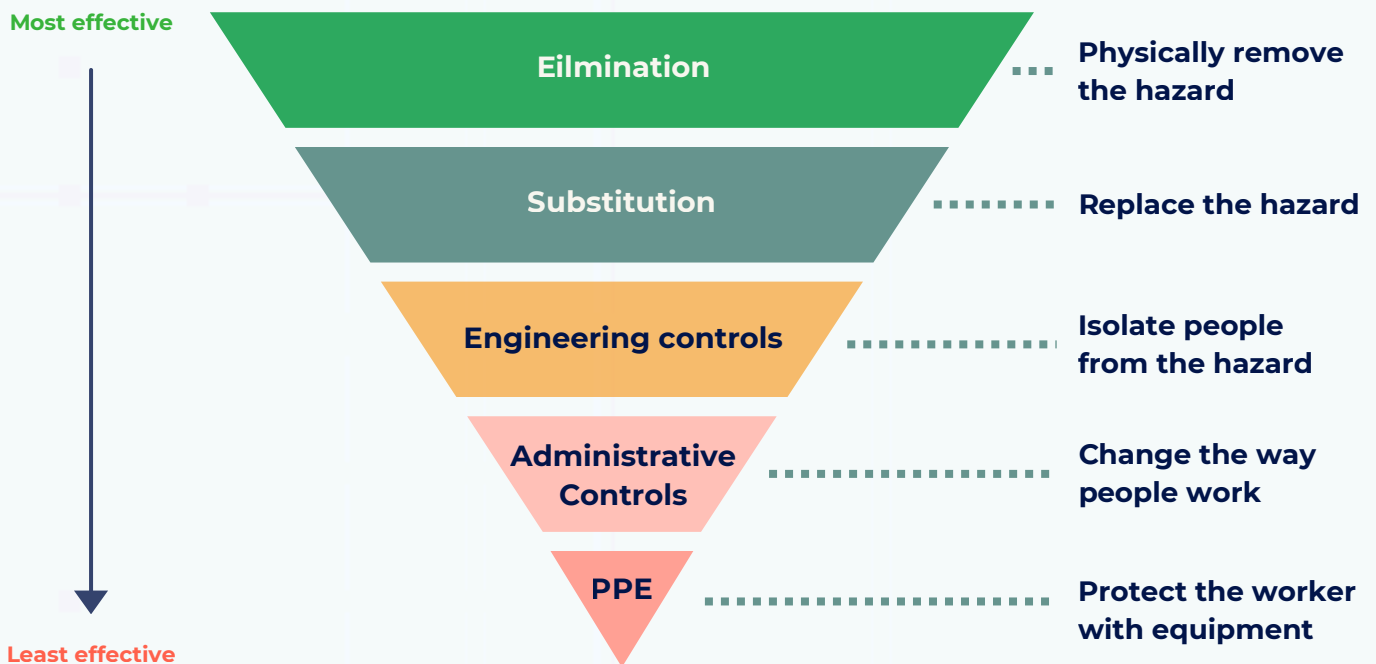 Most effective
Eilmination
Physically remove
the hazard
Substitution
Replace the hazard
Engineering controls
Isolate people
from the hazard
Administrative
Controls
Change the way
people work
PPE
Protect the worker
with equipment
Least effective